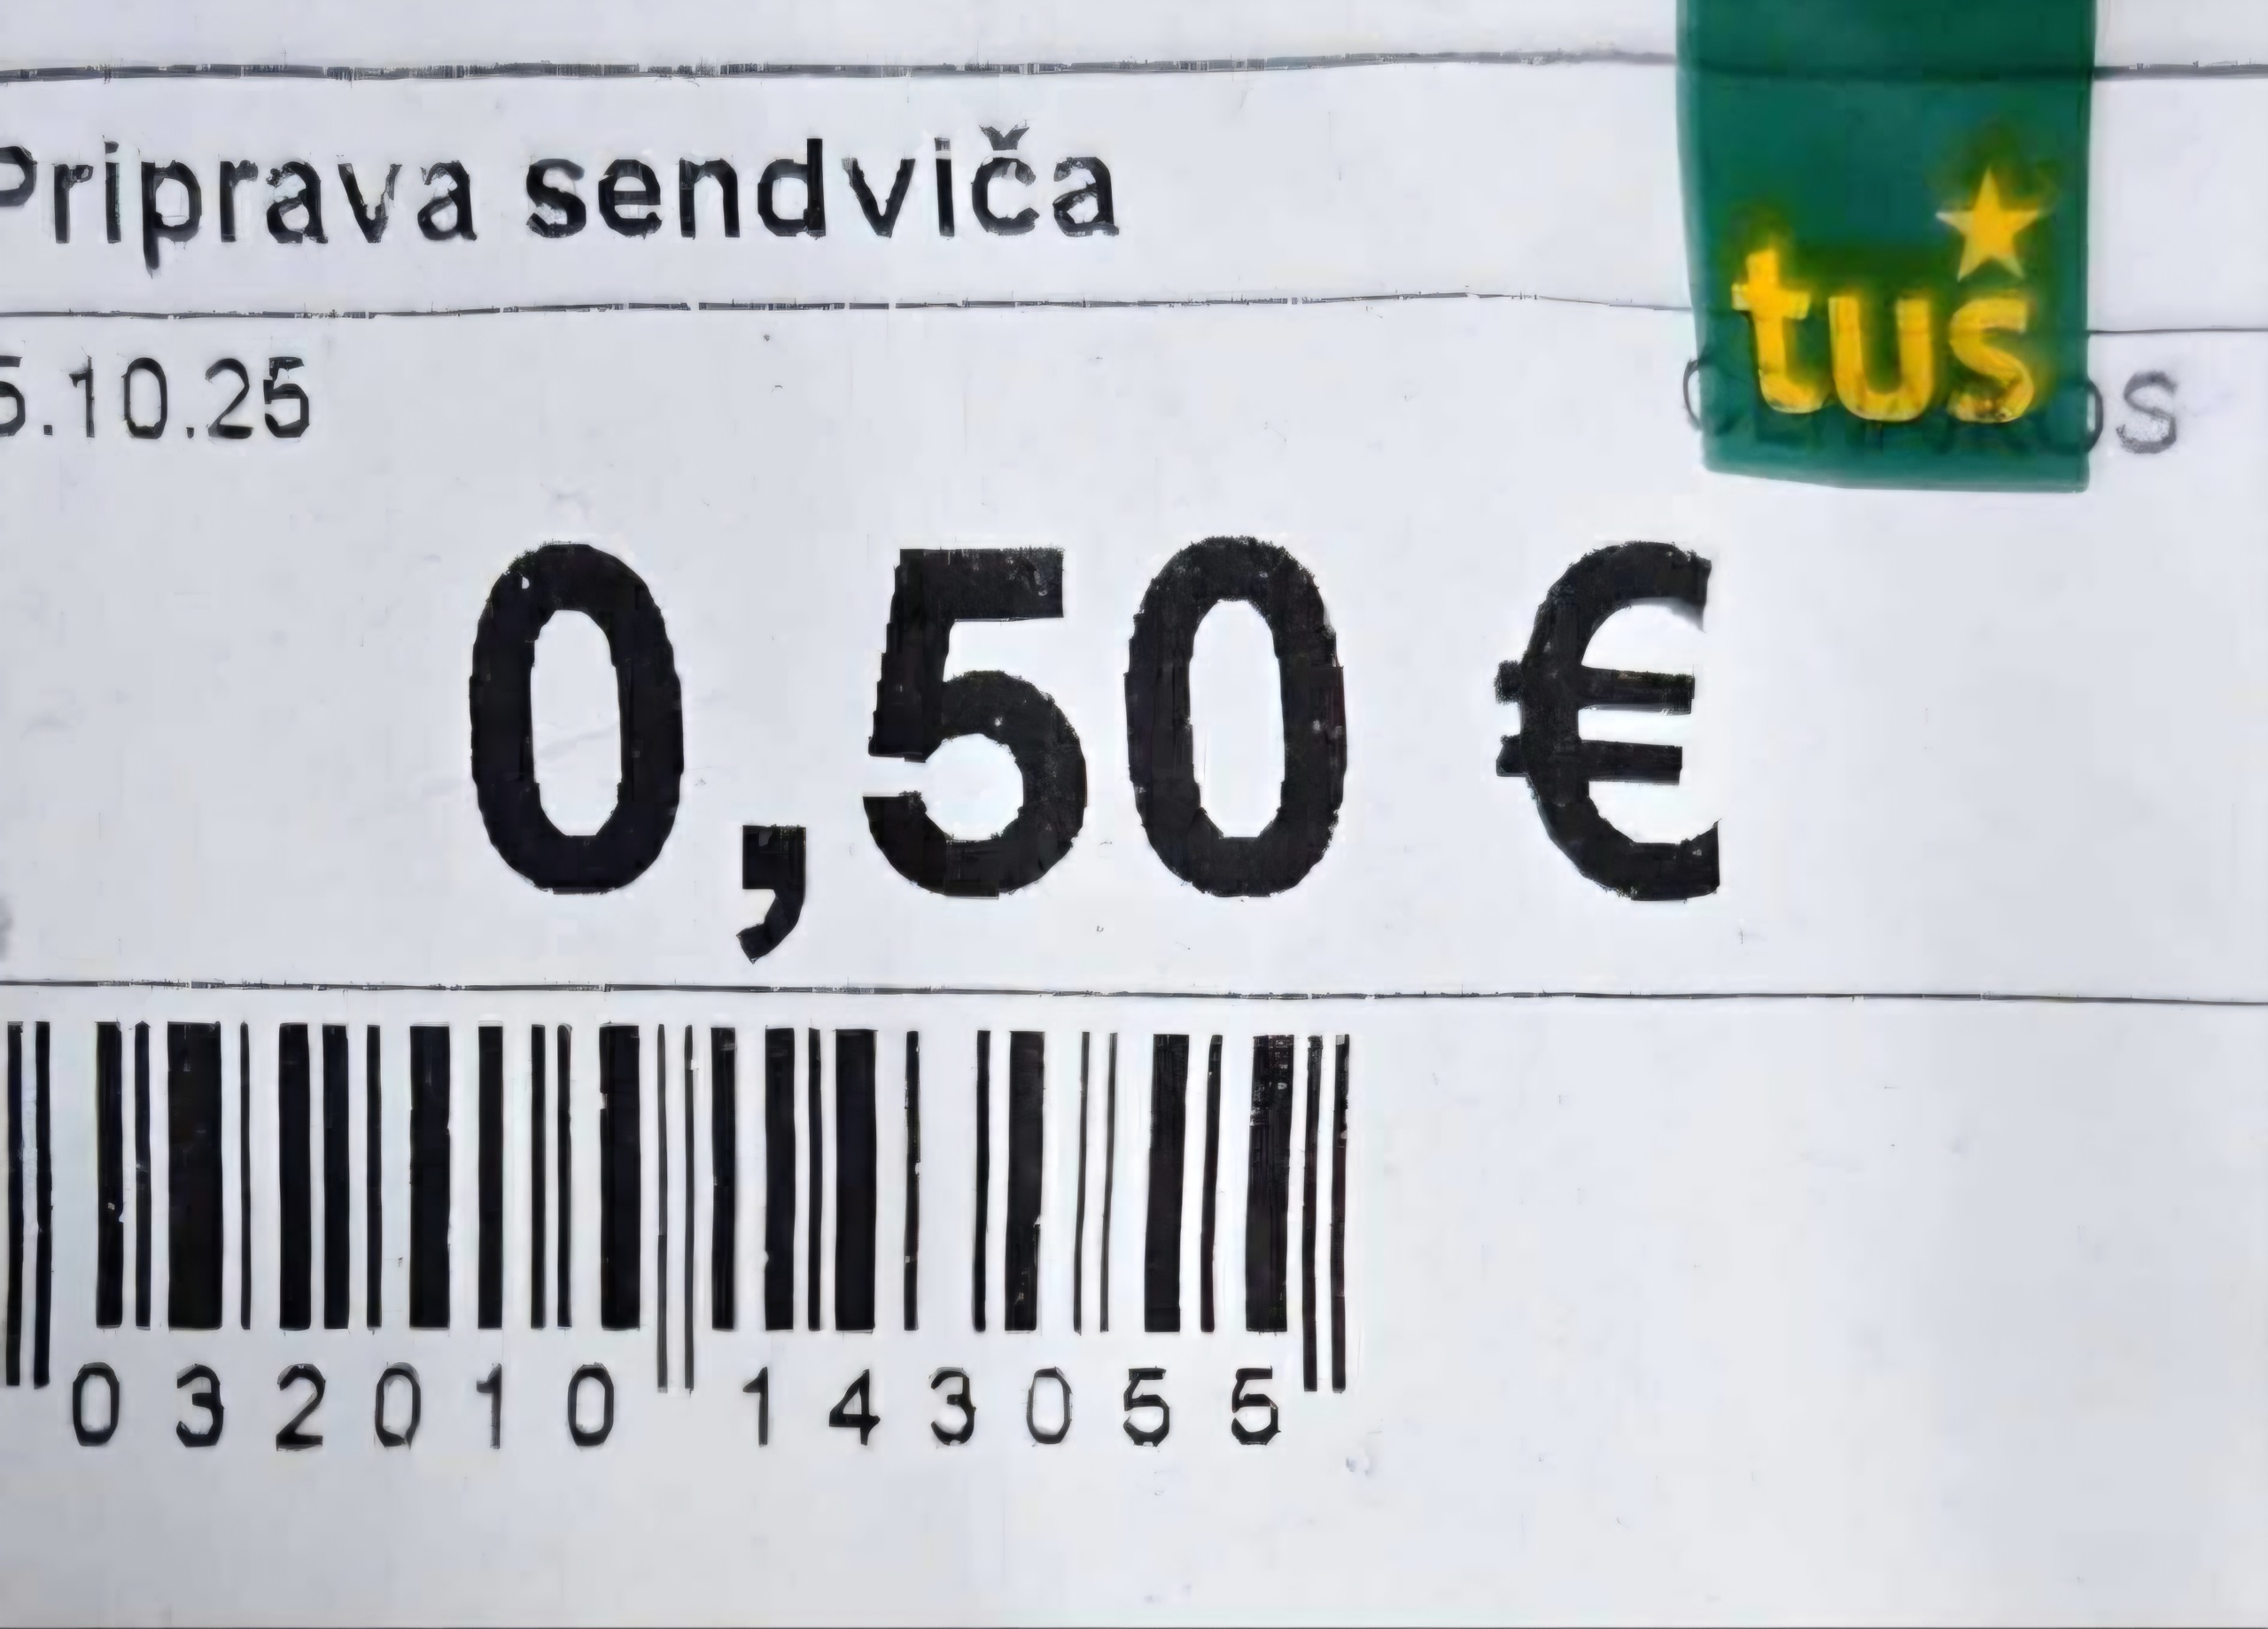 Priprava sendviča
tuš
5.10.25
0,50 €
032010 143055